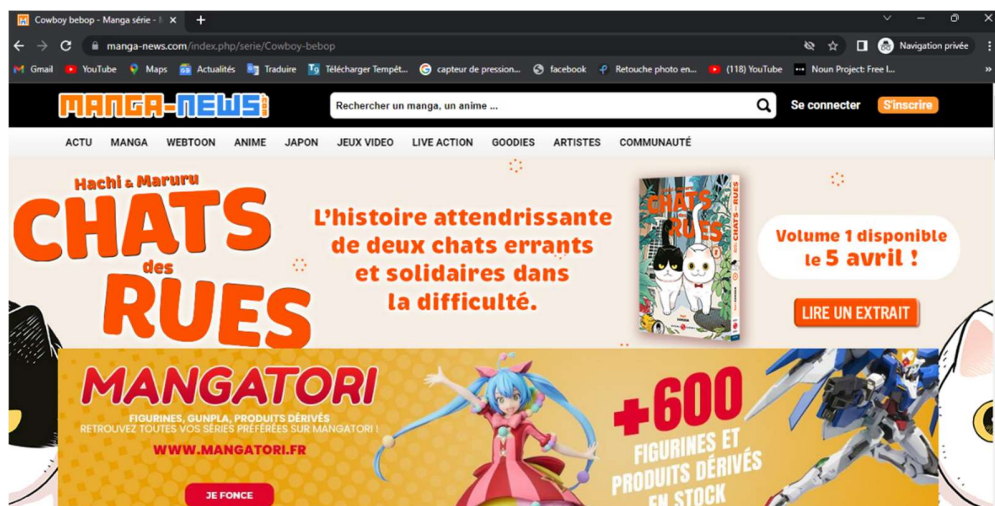 Cowboy bebop - Manga série -
manga-news.com/index.php/serie/Cowboy-bebop
Navigation privée
Gmail YouTube Maps Actualités Traduire Télécharger Tempêt... capteur de pression... facebook Retouche photo en... (118) YouTube Noun Project: Free I... »
MANGA-NEWS
Rechercher un manga, un anime ...
Se connecter
S'inscrire
ACTU MANGA WEBTOON ANIME JAPON JEUX VIDEO LIVE ACTION GOODIES ARTISTES COMMUNAUTÉ
Hachi & Maruru
CHATS
des
RUES
L'histoire attendrissante
de deux chats errants
et solidaires dans
la difficulté.
CHATS
RUES
Volume 1 disponible
le 5 avril !
LIRE UN EXTRAIT
MANGATORI
FIGURINES, GUNPLA, PRODUITS DÉRIVÉS
RETROUVEZ TOUTES VOS SÉRIES PRÉFÉRÉES SUR MANGATORI !
WWW.MANGATORI.FR
JE FONCE
+600
FIGURINES ET
PRODUITS DÉRIVÉS
EN STOCK